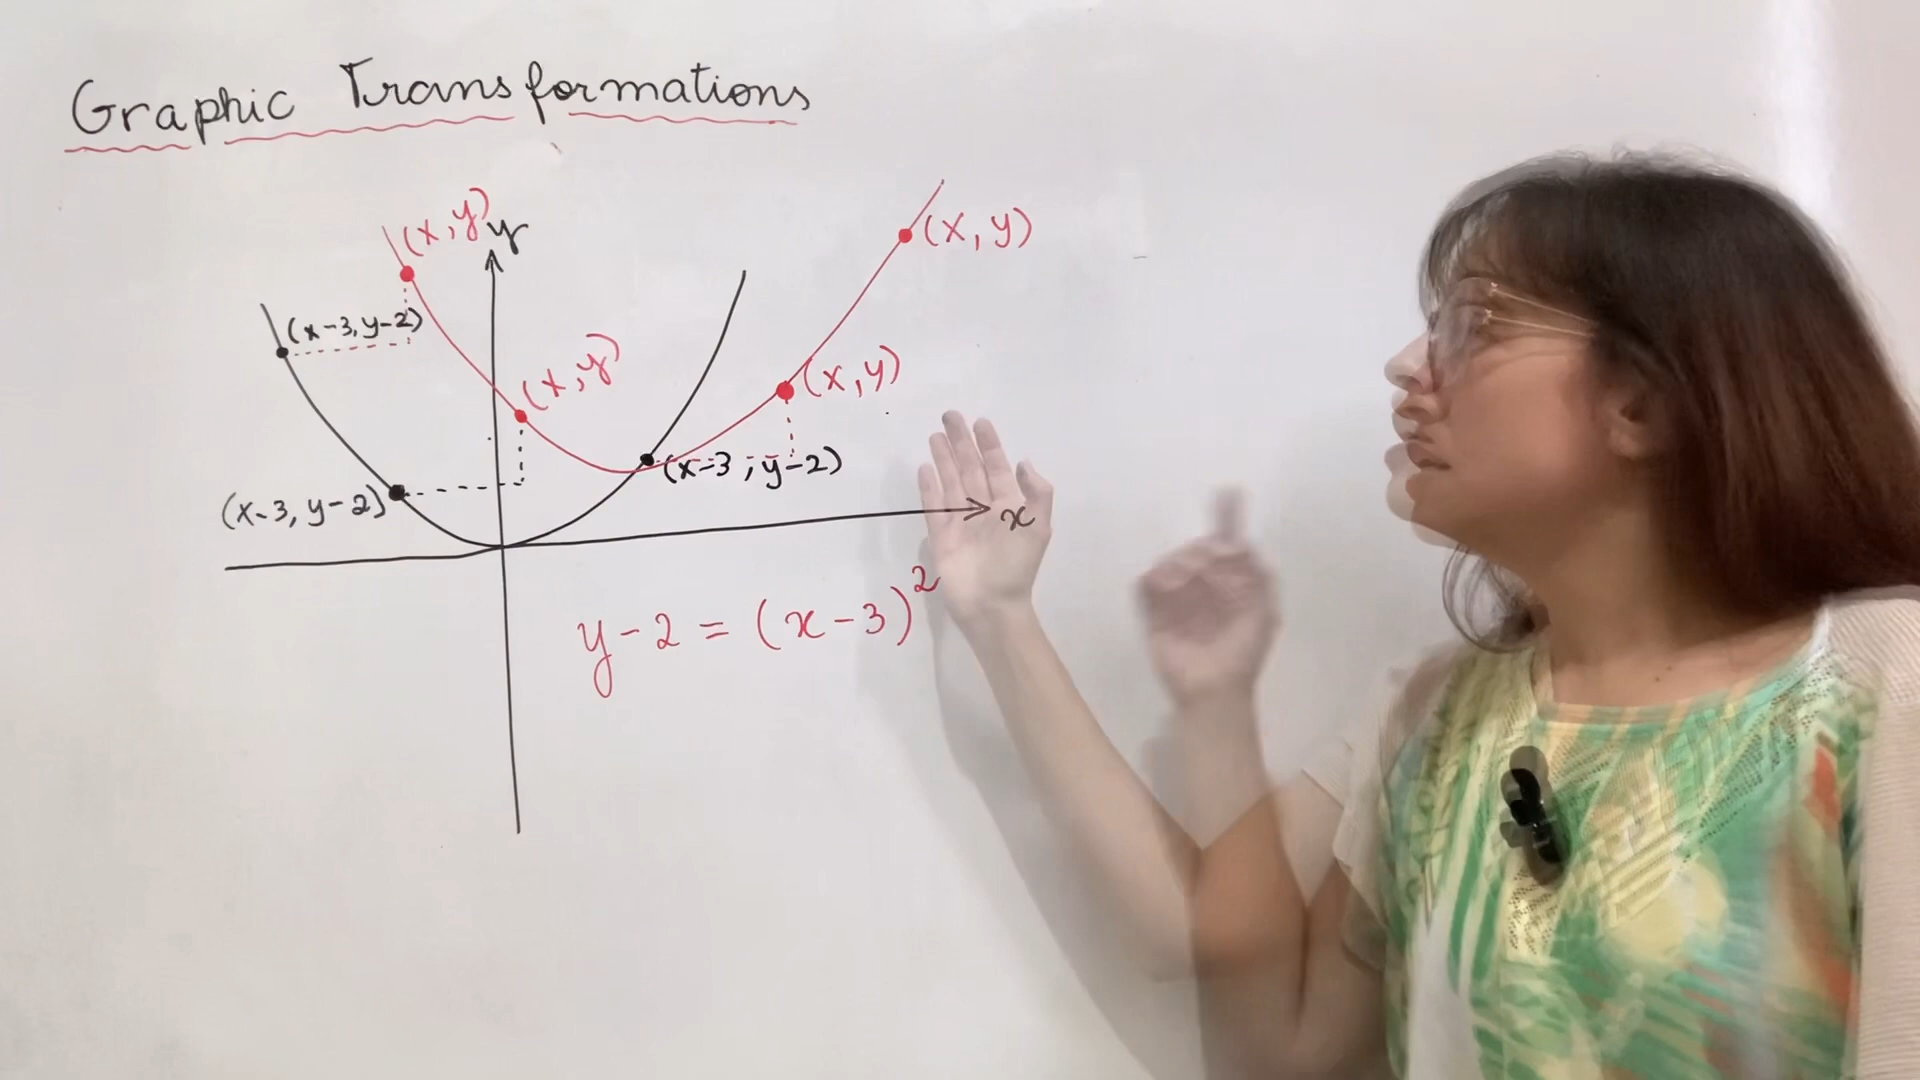 Graphic Transformations
(x,y)
y
(x,y)
(x-3,y-2)
(x,y)
(x,y)
(x-3,y-2)
(x-3,y-2)
x
y-2=(x-3)²